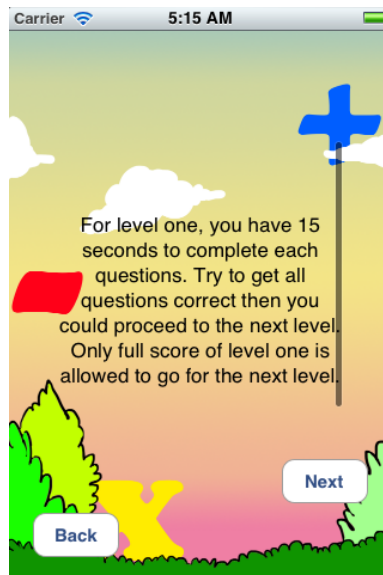 Carrier 5:15 AM
For level one, you have 15
seconds to complete each
questions. Try to get all
questions correct then you
could proceed to the next level.
Only full score of level one is
allowed to go for the next level.
Next
Back
X